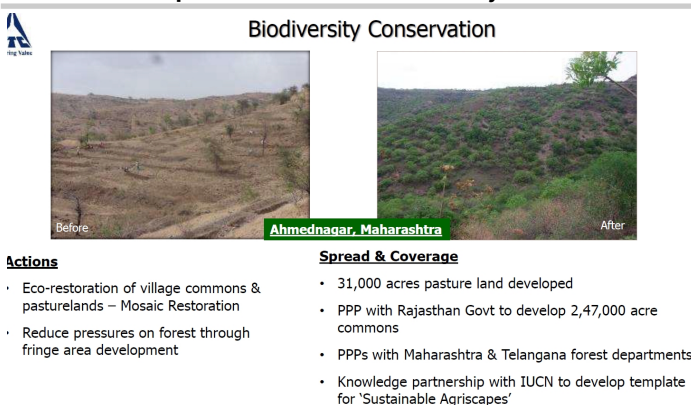 Biodiversity Conservation
Before
After
Ahmednagar, Maharashtra
Actions
• Eco-restoration of village commons &
pasturelands – Mosaic Restoration
• Reduce pressures on forest through
fringe area development
Spread & Coverage
• 31,000 acres pasture land developed
• PPP with Rajasthan Govt to develop 2,47,000 acre
commons
• PPPs with Maharashtra & Telangana forest departments
• Knowledge partnership with IUCN to develop template
for ‘Sustainable Agriscapes’